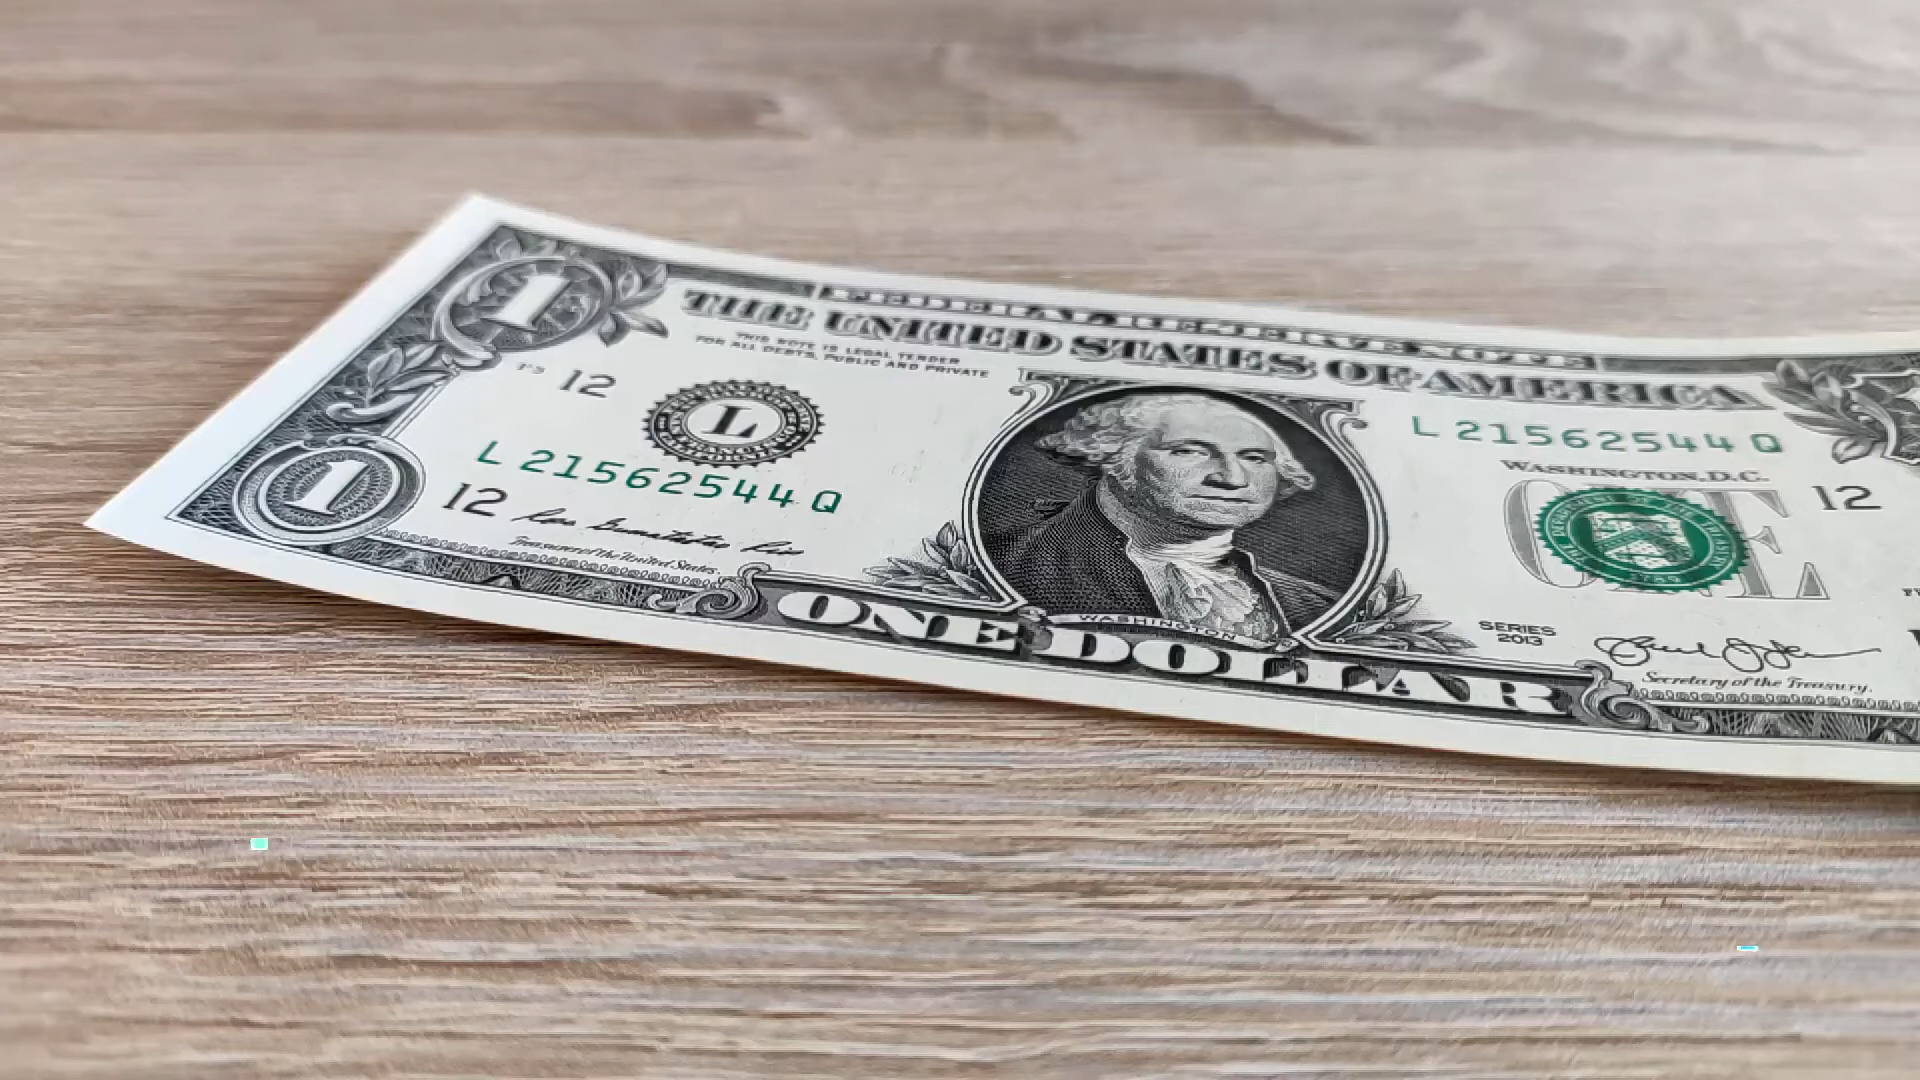 FEDERAL RESERVE NOTE
THE UNITED STATES OF AMERICA
THIS NOTE IS LEGAL TENDER
FOR ALL DEBTS, PUBLIC AND PRIVATE
1
12
L
L 21562544 Q
WASHINGTON, D.C.
12
L 21562544 Q
1
12
Treasurer of the United States.
WASHINGTON
SERIES
2013
Secretary of the Treasury.
ONE DOLLAR
ONE
1789